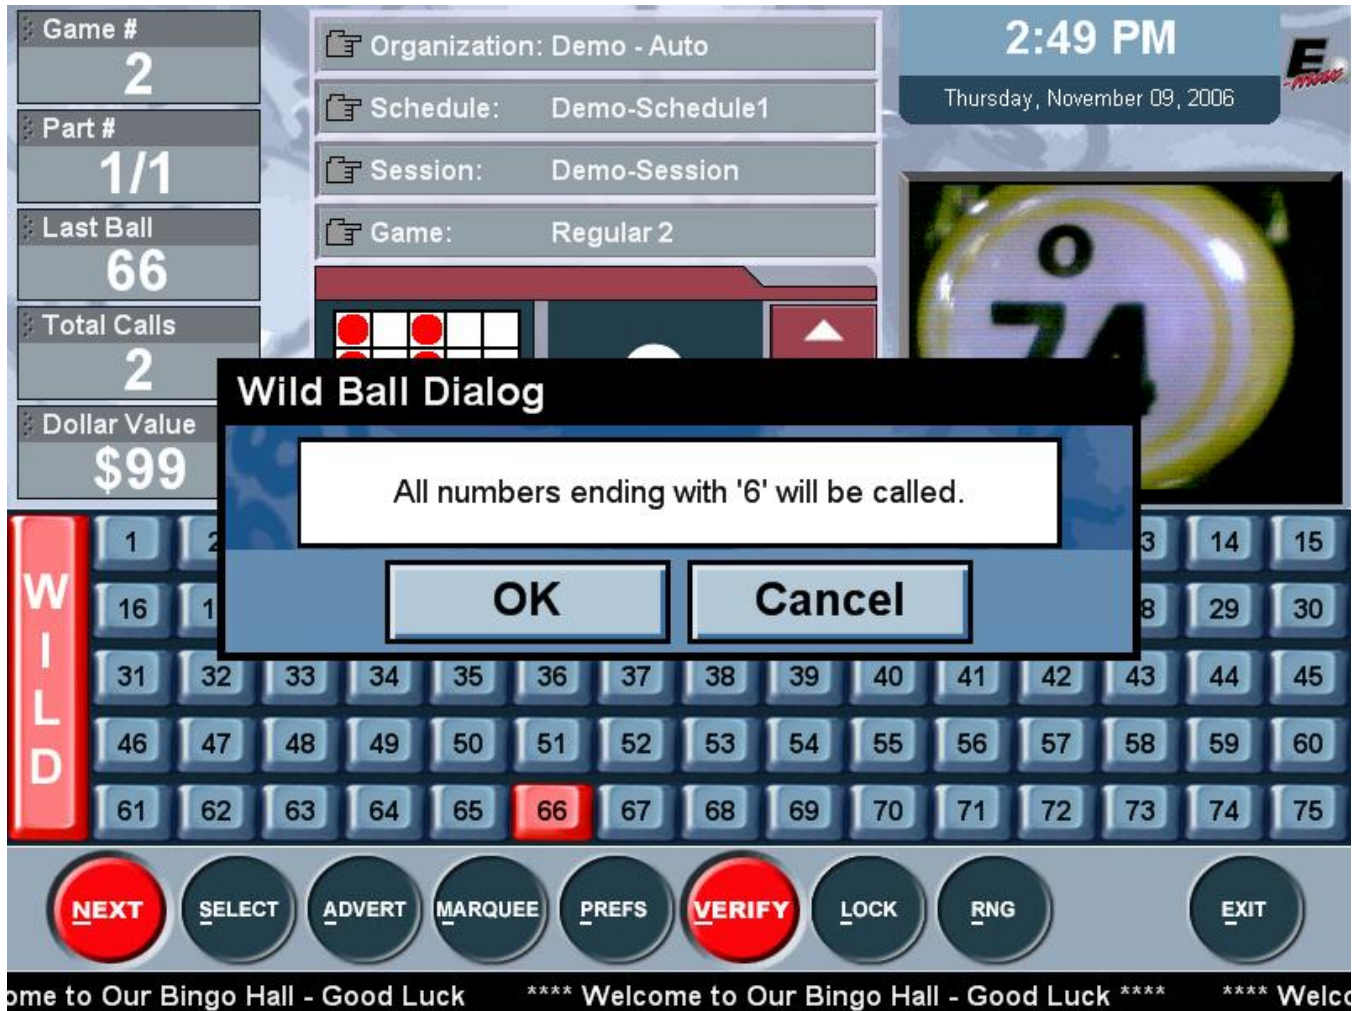 Game #
2
Part #
1/1
Last Ball
66
Total Calls
2
Dollar Value
$99
Organization: Demo - Auto
Schedule: Demo-Schedule1
Session: Demo-Session
Game: Regular 2
2:49 PM
Thursday, November 09, 2006
E
O
74
Wild Ball Dialog
All numbers ending with '6' will be called.
OK Cancel
WILD
1 14 15
16 29 30
31 32 33 34 35 36 37 38 39 40 41 42 43 44 45
46 47 48 49 50 51 52 53 54 55 56 57 58 59 60
61 62 63 64 65 66 67 68 69 70 71 72 73 74 75
NEXT SELECT ADVERT MARQUEE PREFS VERIFY LOCK RNG EXIT
ome to Our Bingo Hall - Good Luck **** Welcome to Our Bingo Hall - Good Luck **** **** Welco